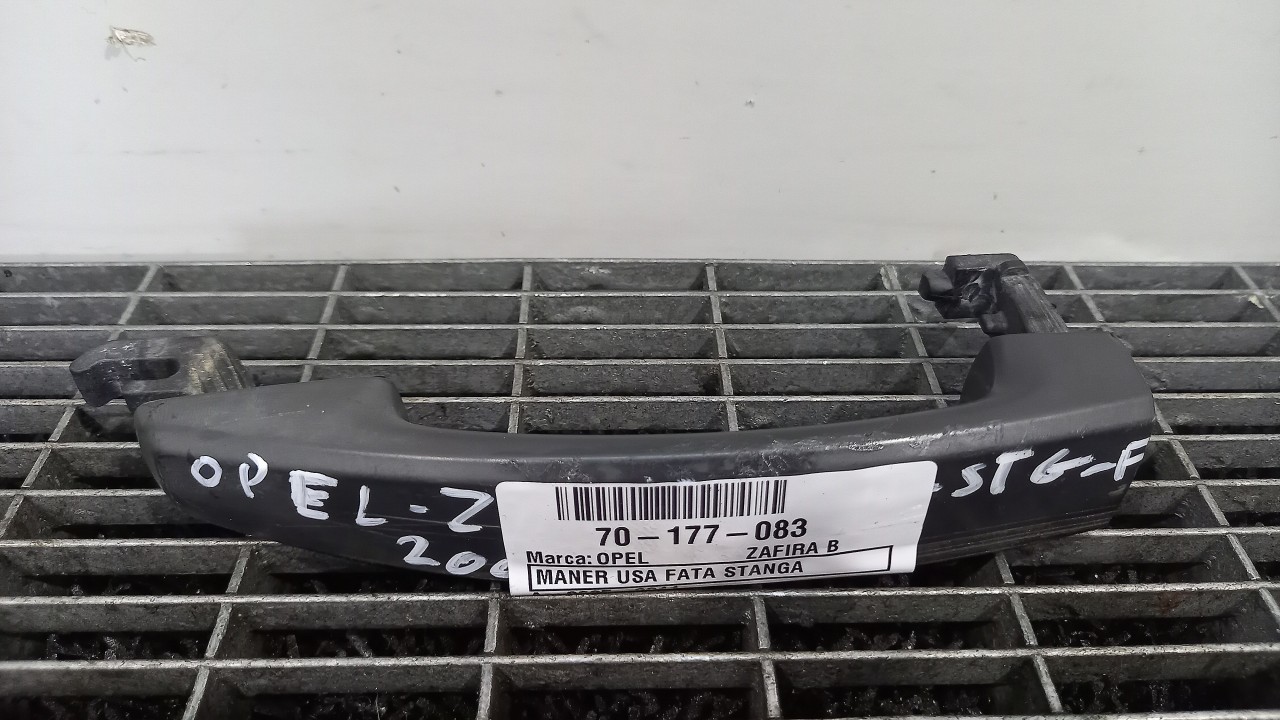 OPEL-Z
STG-F
200
70-177-083
Marca: OPEL ZAFIRA B
MANER USA FATA STANGA